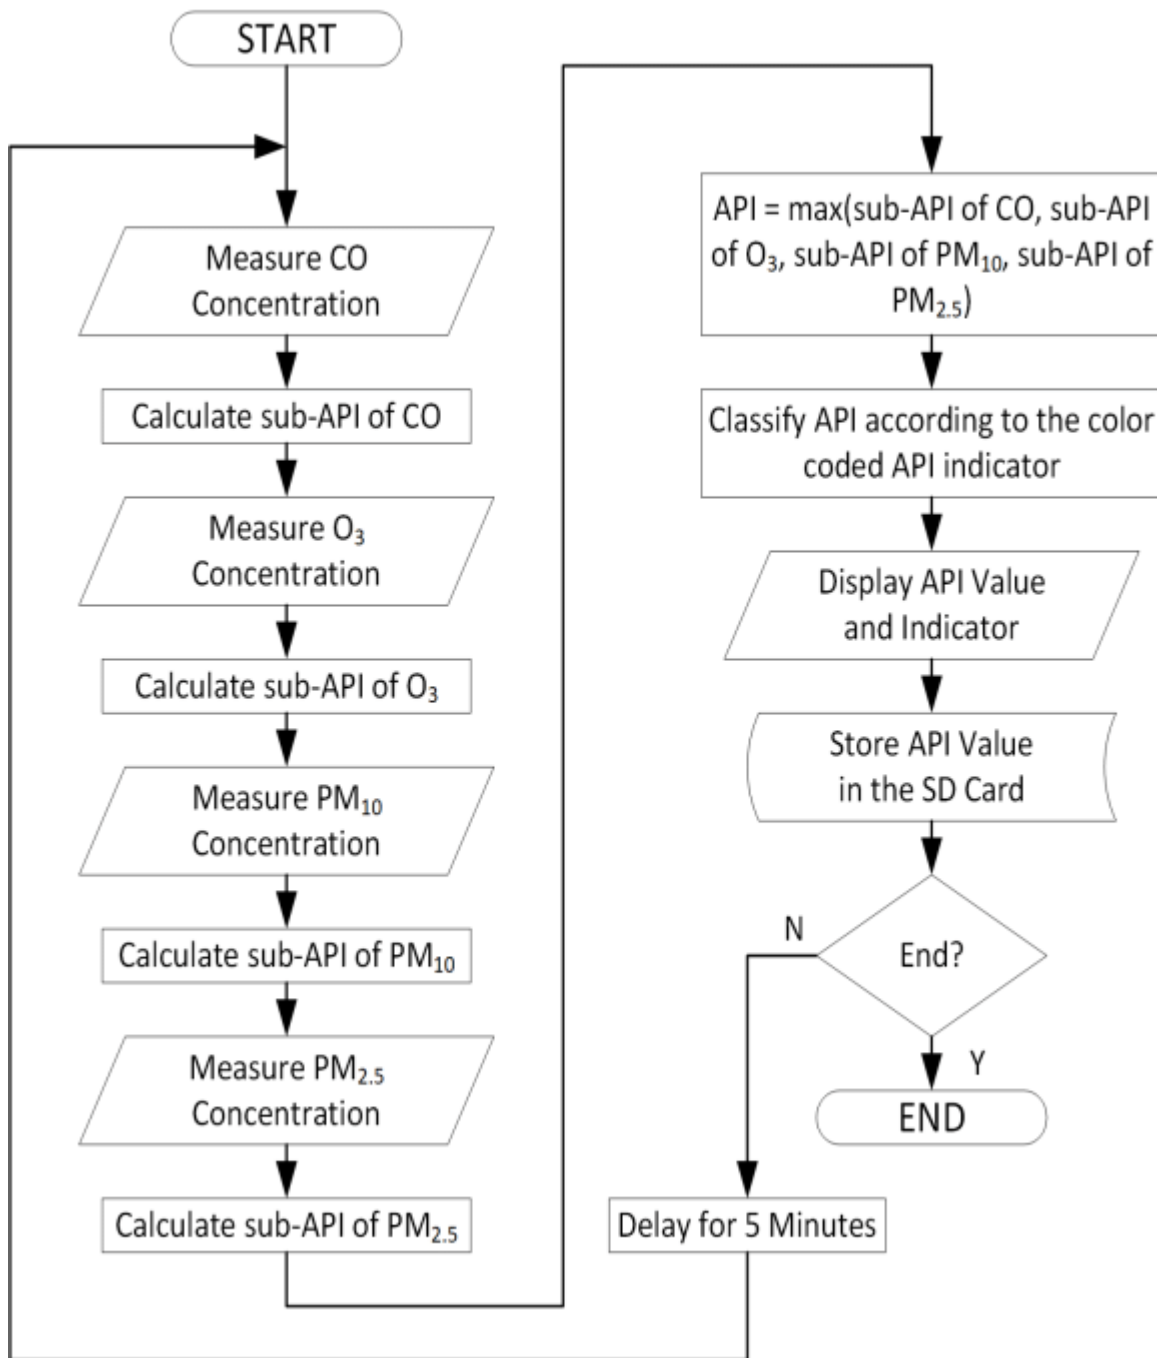 START
Measure CO
Concentration
Calculate sub-API of CO
Measure O₃
Concentration
Calculate sub-API of O₃
Measure PM₁₀
Concentration
Calculate sub-API of PM₁₀
Measure PM₂.₅
Concentration
Calculate sub-API of PM₂.₅
API = max(sub-API of CO, sub-API
of O₃, sub-API of PM₁₀, sub-API of
PM₂.₅)
Classify API according to the color
coded API indicator
Display API Value
and Indicator
Store API Value
in the SD Card
End?
N
Y
END
Delay for 5 Minutes